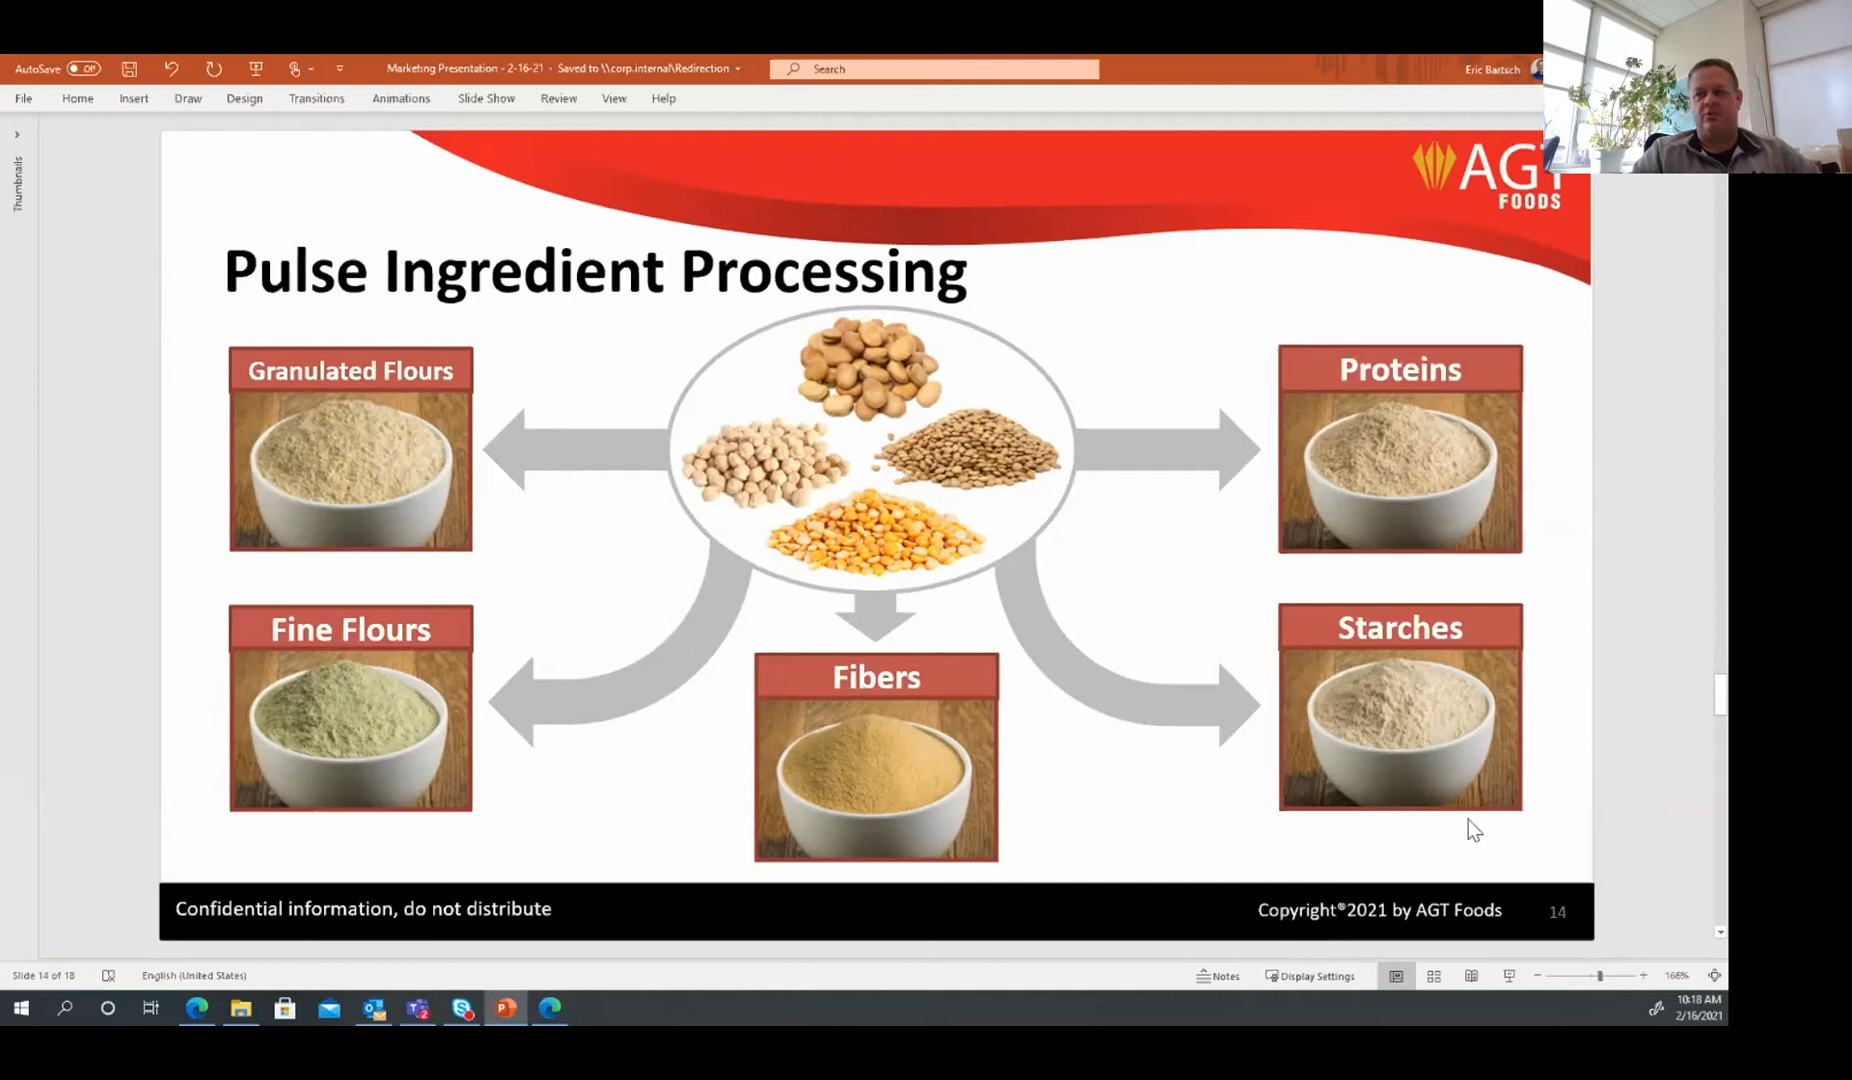 AutoSave Off
Marketing Presentation - 2-16-21 - Saved to \\corp.internal\Redirection
Search
Eric Bartsch
File Home Insert Draw Design Transitions Animations Slide Show Review View Help
Thumbnails
AGT
FOODS
Pulse Ingredient Processing
Granulated Flours
Proteins
Fine Flours
Starches
Fibers
Confidential information, do not distribute
Copyright®2021 by AGT Foods 14
Slide 14 of 18 English (United States) Notes Display Settings 166%
10:18 AM
2/16/2021